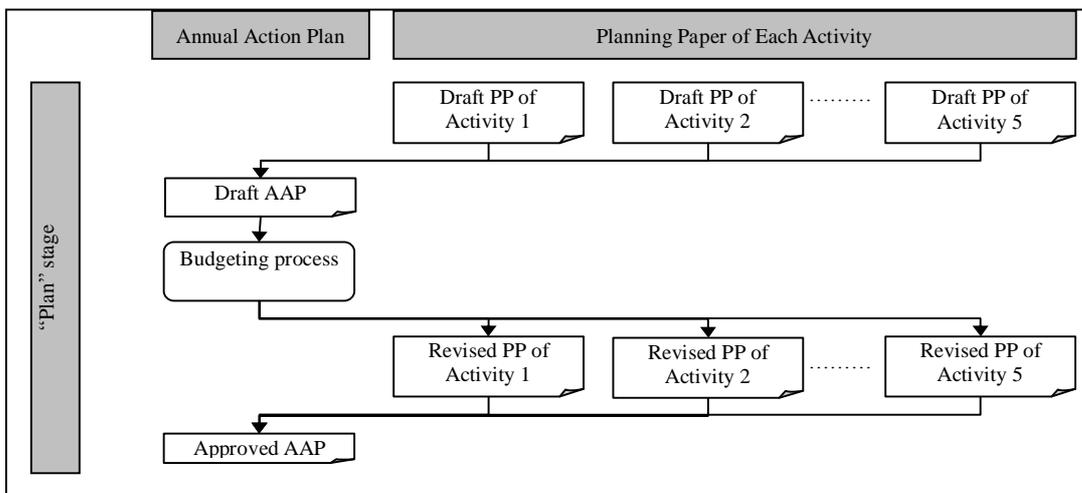 Annual Action Plan
Planning Paper of Each Activity
"Plan" stage
Draft PP of
Activity 1
Draft PP of
Activity 2
.........
Draft PP of
Activity 5
Draft AAP
Budgeting process
Revised PP of
Activity 1
Revised PP of
Activity 2
.........
Revised PP of
Activity 5
Approved AAP